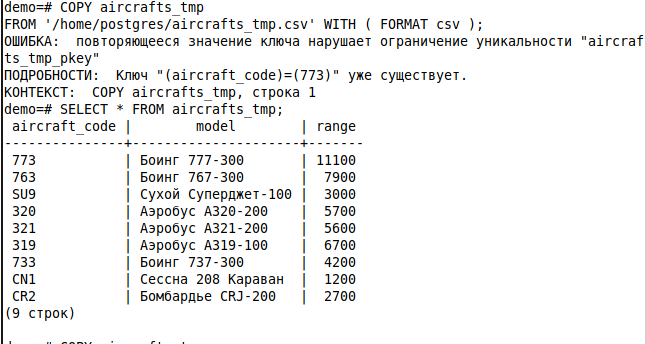 demo=# COPY aircrafts_tmp
FROM '/home/postgres/aircrafts_tmp.csv' WITH ( FORMAT csv );
ОШИБКА:  повторяющееся значение ключа нарушает ограничение уникальности "aircraf
ts_tmp_pkey"
ПОДРОБНОСТИ:  Ключ "(aircraft_code)=(773)" уже существует.
КОНТЕКСТ:  COPY aircrafts_tmp, строка 1
demo=# SELECT * FROM aircrafts_tmp;
 aircraft_code |        model        | range
---------------+---------------------+-------
 773           | Боинг 777-300       | 11100
 763           | Боинг 767-300       |  7900
 SU9           | Сухой Суперджет-100 |  3000
 320           | Аэробус A320-200    |  5700
 321           | Аэробус A321-200    |  5600
 319           | Аэробус A319-100    |  6700
 733           | Боинг 737-300       |  4200
 CN1           | Сессна 208 Караван  |  1200
 CR2           | Бомбардье CRJ-200   |  2700
(9 строк)